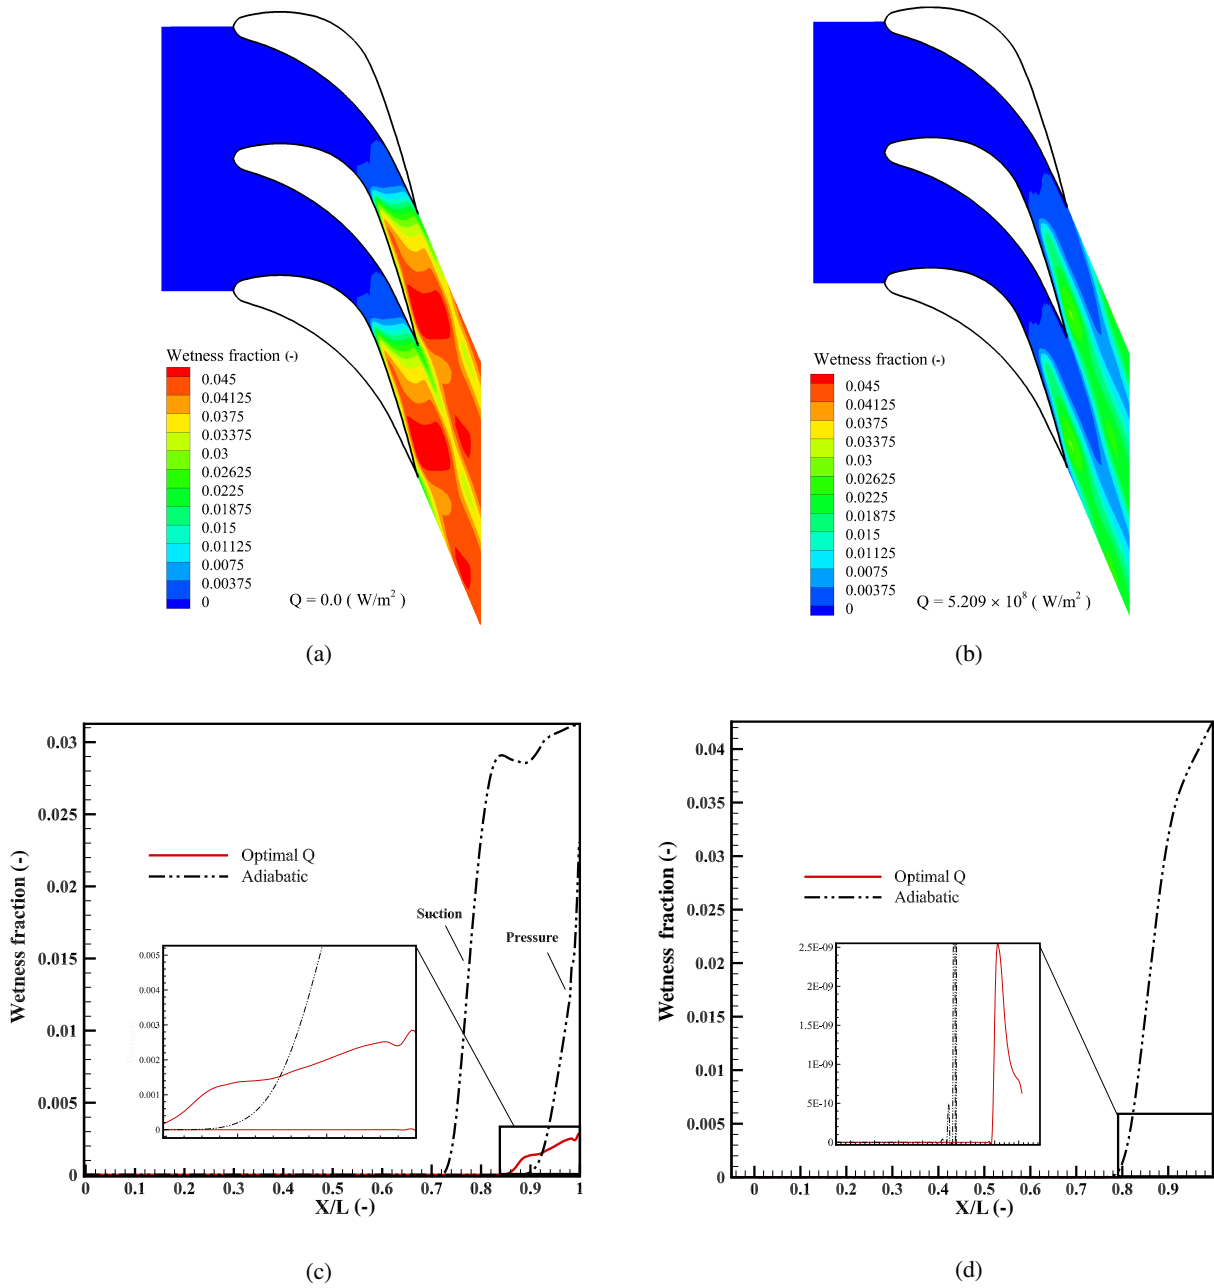 Wetness fraction (-)
0.045
0.04125
0.0375
0.03375
0.03
0.02625
0.0225
0.01875
0.015
0.01125
0.0075
0.00375
0
Q = 0.0 ( W/m² )
(a)
Wetness fraction (-)
0.045
0.04125
0.0375
0.03375
0.03
0.02625
0.0225
0.01875
0.015
0.01125
0.0075
0.00375
0
Q = 5.209 × 10⁸ ( W/m² )
(b)
Wetness fraction (-)
0.03
0.025
0.02
0.015
0.01
0.005
0
Optimal Q
Adiabatic
Suction
Pressure
0.005
0.004
0.003
0.002
0.001
0
0 0.1 0.2 0.3 0.4 0.5 0.6 0.7 0.8 0.9 1
X/L (-)
(c)
Wetness fraction (-)
0.04
0.035
0.03
0.025
0.02
0.015
0.01
0.005
0
Optimal Q
Adiabatic
2.5E-09
2E-09
1.5E-09
1E-09
5E-10
0
0 0.1 0.2 0.3 0.4 0.5 0.6 0.7 0.8 0.9
X/L (-)
(d)